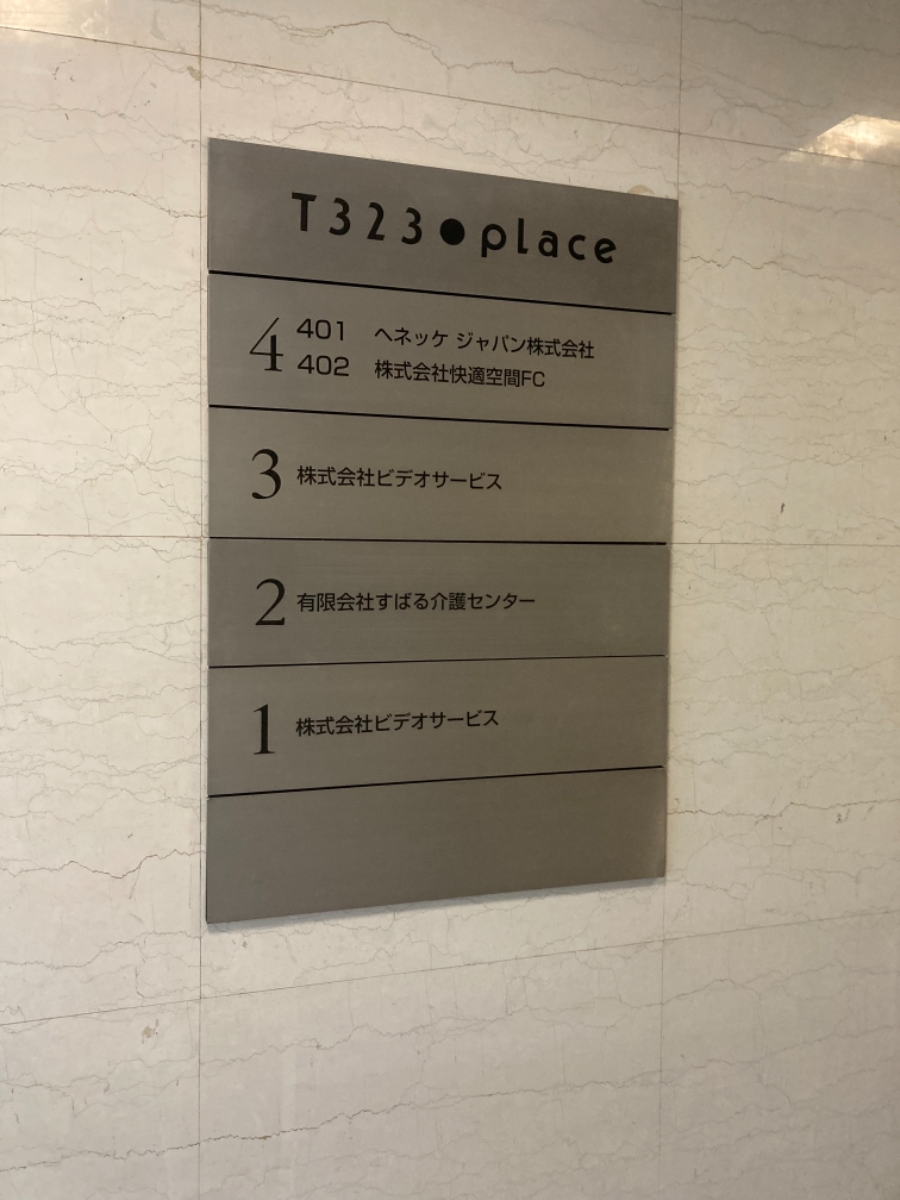 T323●place
4 401 ヘネッケ ジャパン株式会社
402 株式会社快適空間FC
3 株式会社ビデオサービス
2 有限会社すばる介護センター
1 株式会社ビデオサービス